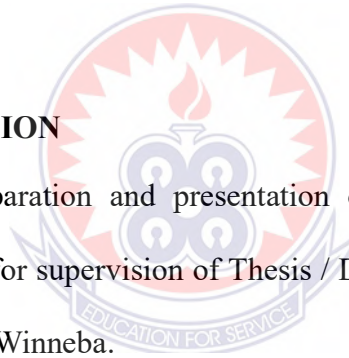 ION
paration and presentation
for supervision of Thesis /
Winneba.
EDUCATION FOR SERVICE